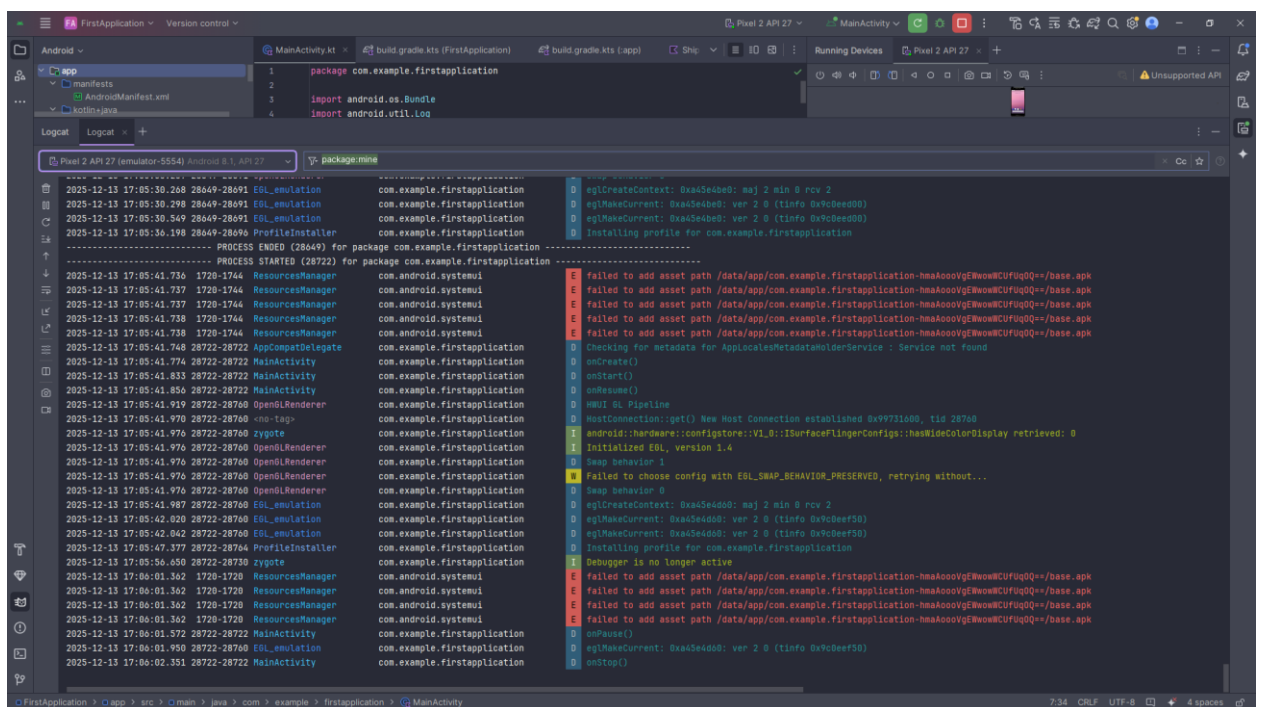 FA FirstApplication Version control Pixel 2 API 27 MainActivity
Android
MainActivity.kt build.gradle.kts (FirstApplication) build.gradle.kts (:app) Running Devices Pixel 2 API 27
app
manifests
AndroidManifest.xml
kotlin+java
1 package com.example.firstapplication
2
3 import android.os.Bundle
4 import android.util.Log
Unsupported API
Logcat Logcat
Pixel 2 API 27 (emulator-5554) Android 8.1, API 27 package:mine Cc
2025-12-13 17:05:30.268 28649-28691 EGL_emulation com.example.firstapplication D eglCreateContext: 0xa45e4be0: maj 2 min 0 rcv 2
2025-12-13 17:05:30.298 28649-28691 EGL_emulation com.example.firstapplication D eglMakeCurrent: 0xa45e4be0: ver 2 0 (tinfo 0x9c0eed00)
2025-12-13 17:05:30.549 28649-28691 EGL_emulation com.example.firstapplication D eglMakeCurrent: 0xa45e4be0: ver 2 0 (tinfo 0x9c0eed00)
2025-12-13 17:05:36.198 28649-28696 ProfileInstaller com.example.firstapplication D Installing profile for com.example.firstapplication
---------------------------- PROCESS ENDED (28649) for package com.example.firstapplication ----------------------------
---------------------------- PROCESS STARTED (28722) for package com.example.firstapplication ----------------------------
2025-12-13 17:05:41.736 1720-1744 ResourcesManager com.android.systemui E failed to add asset path /data/app/com.example.firstapplication-hmaAoooVgEWwowWCUfUq0Q==/base.apk
2025-12-13 17:05:41.737 1720-1744 ResourcesManager com.android.systemui E failed to add asset path /data/app/com.example.firstapplication-hmaAoooVgEWwowWCUfUq0Q==/base.apk
2025-12-13 17:05:41.737 1720-1744 ResourcesManager com.android.systemui E failed to add asset path /data/app/com.example.firstapplication-hmaAoooVgEWwowWCUfUq0Q==/base.apk
2025-12-13 17:05:41.738 1720-1744 ResourcesManager com.android.systemui E failed to add asset path /data/app/com.example.firstapplication-hmaAoooVgEWwowWCUfUq0Q==/base.apk
2025-12-13 17:05:41.738 1720-1744 ResourcesManager com.android.systemui E failed to add asset path /data/app/com.example.firstapplication-hmaAoooVgEWwowWCUfUq0Q==/base.apk
2025-12-13 17:05:41.748 28722-28722 AppCompatDelegate com.example.firstapplication D Checking for metadata for AppLocalesMetadataHolderService : Service not found
2025-12-13 17:05:41.774 28722-28722 MainActivity com.example.firstapplication D onCreate()
2025-12-13 17:05:41.833 28722-28722 MainActivity com.example.firstapplication D onStart()
2025-12-13 17:05:41.856 28722-28722 MainActivity com.example.firstapplication D onResume()
2025-12-13 17:05:41.919 28722-28760 OpenGLRenderer com.example.firstapplication D HWUI GL Pipeline
2025-12-13 17:05:41.970 28722-28760 <no-tag> com.example.firstapplication D HostConnection::get() New Host Connection established 0x99731600, tid 28760
2025-12-13 17:05:41.976 28722-28760 zygote com.example.firstapplication I android::hardware::configstore::V1_0::ISurfaceFlingerConfigs::hasWideColorDisplay retrieved: 0
2025-12-13 17:05:41.976 28722-28760 OpenGLRenderer com.example.firstapplication I Initialized EGL, version 1.4
2025-12-13 17:05:41.976 28722-28760 OpenGLRenderer com.example.firstapplication D Swap behavior 1
2025-12-13 17:05:41.976 28722-28760 OpenGLRenderer com.example.firstapplication W Failed to choose config with EGL_SWAP_BEHAVIOR_PRESERVED, retrying without...
2025-12-13 17:05:41.976 28722-28760 OpenGLRenderer com.example.firstapplication D Swap behavior 0
2025-12-13 17:05:41.987 28722-28760 EGL_emulation com.example.firstapplication D eglCreateContext: 0xa45e4d60: maj 2 min 0 rcv 2
2025-12-13 17:05:42.020 28722-28760 EGL_emulation com.example.firstapplication D eglMakeCurrent: 0xa45e4d60: ver 2 0 (tinfo 0x9c0eef50)
2025-12-13 17:05:42.042 28722-28760 EGL_emulation com.example.firstapplication D eglMakeCurrent: 0xa45e4d60: ver 2 0 (tinfo 0x9c0eef50)
2025-12-13 17:05:47.377 28722-28764 ProfileInstaller com.example.firstapplication D Installing profile for com.example.firstapplication
2025-12-13 17:05:56.650 28722-28730 zygote com.example.firstapplication I Debugger is no longer active
2025-12-13 17:06:01.362 1720-1720 ResourcesManager com.android.systemui E failed to add asset path /data/app/com.example.firstapplication-hmaAoooVgEWwowWCUfUq0Q==/base.apk
2025-12-13 17:06:01.362 1720-1720 ResourcesManager com.android.systemui E failed to add asset path /data/app/com.example.firstapplication-hmaAoooVgEWwowWCUfUq0Q==/base.apk
2025-12-13 17:06:01.362 1720-1720 ResourcesManager com.android.systemui E failed to add asset path /data/app/com.example.firstapplication-hmaAoooVgEWwowWCUfUq0Q==/base.apk
2025-12-13 17:06:01.362 1720-1720 ResourcesManager com.android.systemui E failed to add asset path /data/app/com.example.firstapplication-hmaAoooVgEWwowWCUfUq0Q==/base.apk
2025-12-13 17:06:01.572 28722-28722 MainActivity com.example.firstapplication D onPause()
2025-12-13 17:06:01.950 28722-28760 EGL_emulation com.example.firstapplication D eglMakeCurrent: 0xa45e4d60: ver 2 0 (tinfo 0x9c0eef50)
2025-12-13 17:06:02.351 28722-28722 MainActivity com.example.firstapplication D onStop()
FirstApplication > app > src > main > java > com > example > firstapplication > MainActivity 7:34 CRLF UTF-8 4 spaces